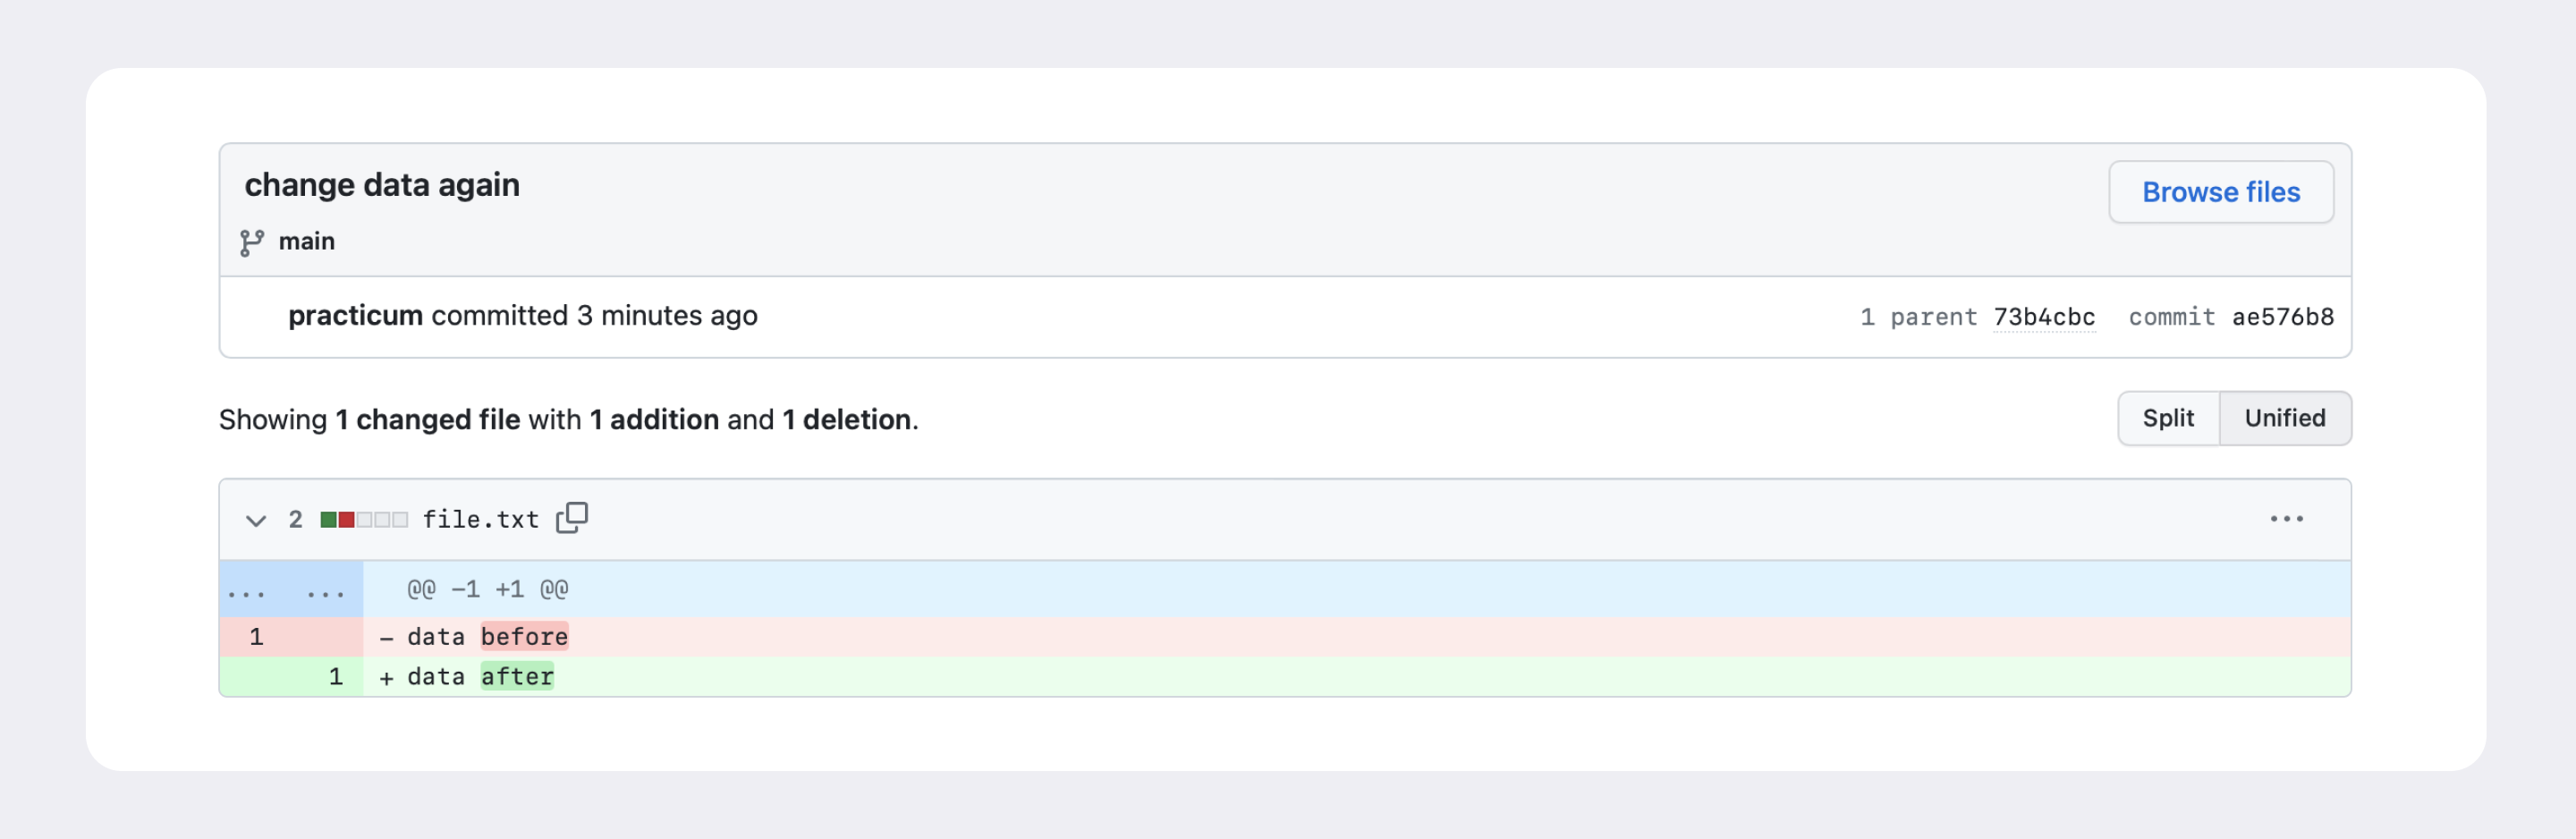 change data again
Browse files
main
practicum committed 3 minutes ago
1 parent 73b4cbc commit ae576b8
Showing 1 changed file with 1 addition and 1 deletion.
Split Unified
2 file.txt ...
... ... @@ -1 +1 @@
1 - data before
1 + data after